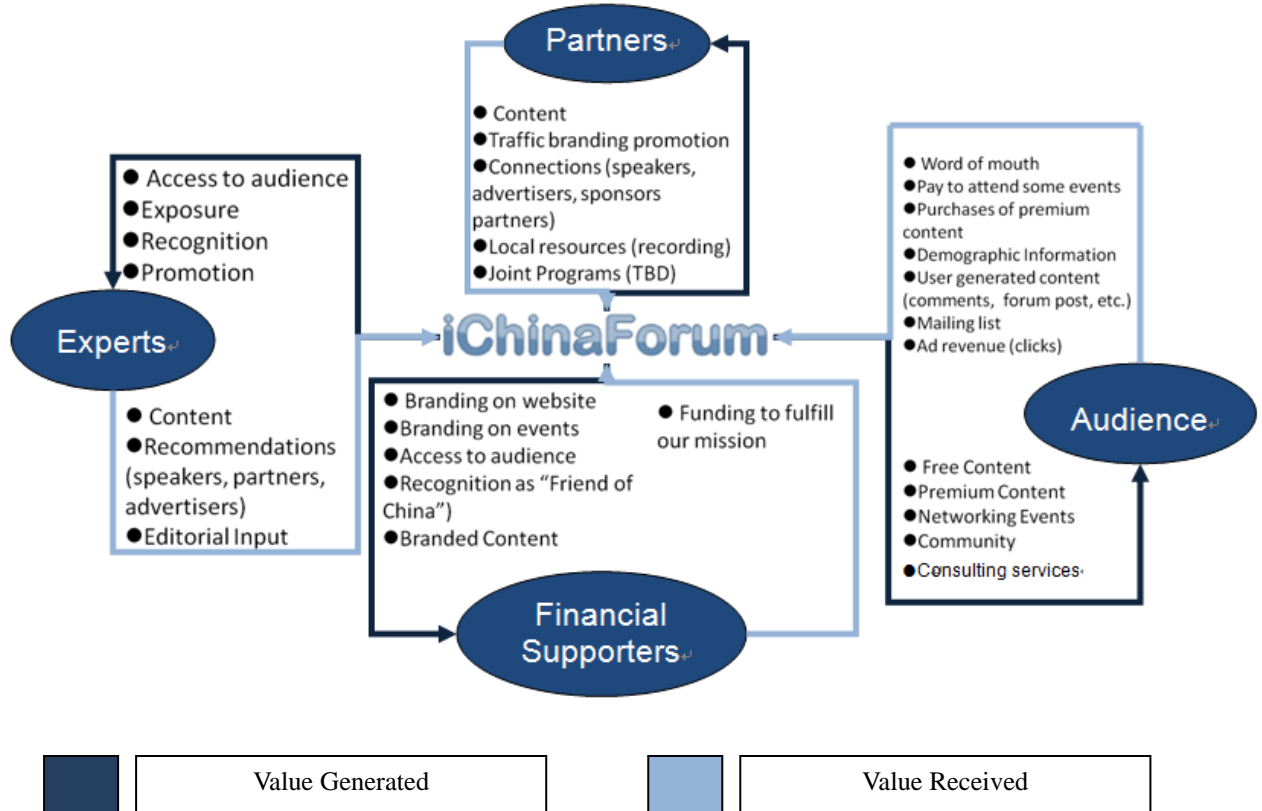 Partners
● Content
●Traffic branding promotion
●Connections (speakers,
advertisers, sponsors
partners)
●Local resources (recording)
●Joint Programs (TBD)
● Access to audience
●Exposure
●Recognition
●Promotion
Experts
● Content
●Recommendations
(speakers, partners,
advertisers)
●Editorial Input
iChinaForum
● Branding on website
●Branding on events
●Access to audience
●Recognition as “Friend of
China”)
●Branded Content
● Funding to fulfill
our mission
Financial
Supporters
● Word of mouth
●Pay to attend some events
●Purchases of premium
content
●Demographic Information
●User generated content
(comments, forum post, etc.)
●Mailing list
●Ad revenue (clicks)
Audience
● Free Content
●Premium Content
●Networking Events
●Community
●Consulting services
Value Generated
Value Received